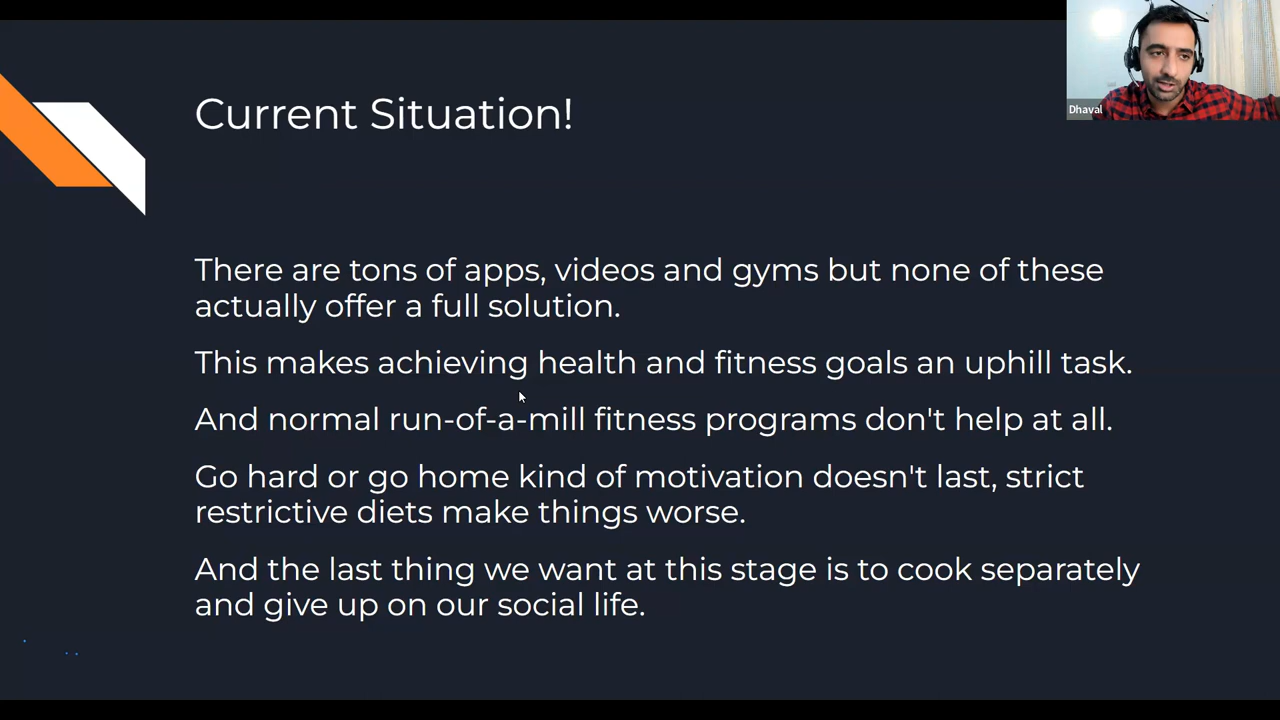 Current Situation!
Dhaval
There are tons of apps, videos and gyms but none of these
actually offer a full solution.
This makes achieving health and fitness goals an uphill task.
And normal run-of-a-mill fitness programs don't help at all.
Go hard or go home kind of motivation doesn't last, strict
restrictive diets make things worse.
And the last thing we want at this stage is to cook separately
and give up on our social life.